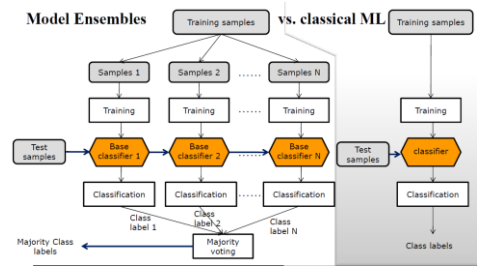 Model Ensembles vs. classical ML
Training samples
Training samples
Samples 1
Samples 2
......
Samples N
Training
Training
......
Training
Training
Test
samples
Base
classifier 1
Base
classifier 2
Base
classifier N
Test
samples
classifier
Classification
Classification
......
Classification
Classification
Class
label 1
Class
label 2
Class
label N
Majority Class
labels
Majority
voting
Class labels